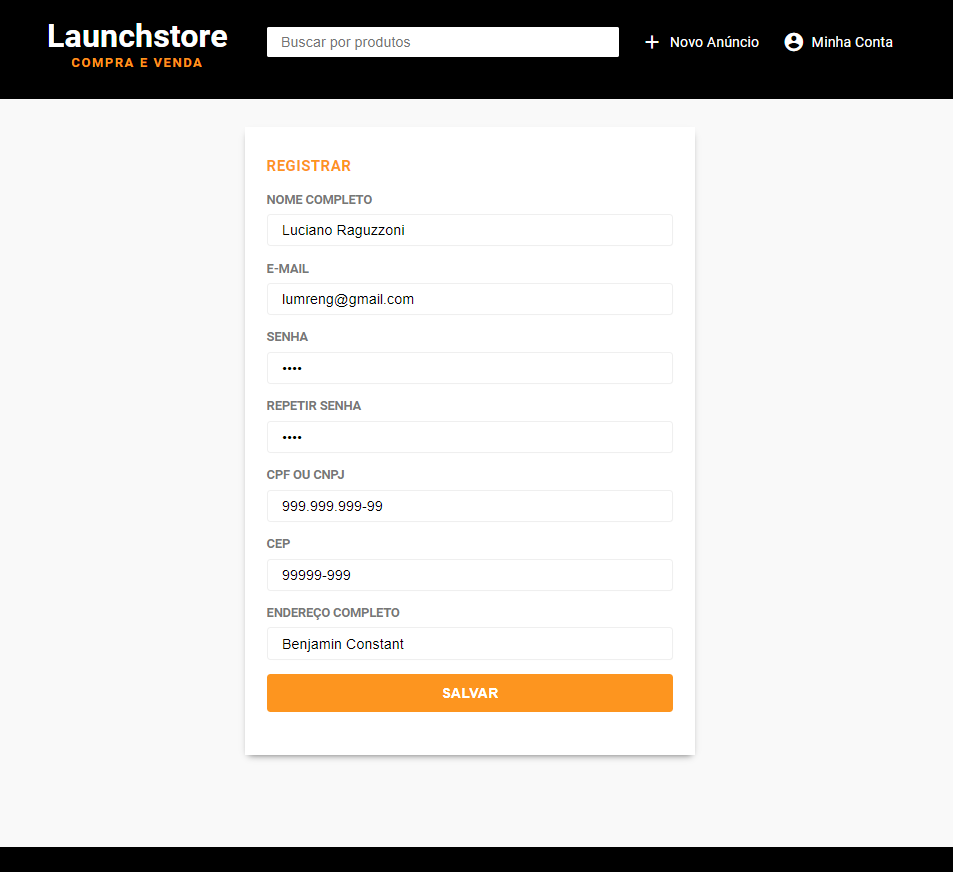 Launchstore
COMPRA E VENDA
Buscar por produtos
Novo Anúncio
Minha Conta
REGISTRAR
NOME COMPLETO
Luciano Raguzzoni
E-MAIL
lumreng@gmail.com
SENHA
••••
REPETIR SENHA
••••
CPF OU CNPJ
999.999.999-99
CEP
99999-999
ENDEREÇO COMPLETO
Benjamin Constant
SALVAR